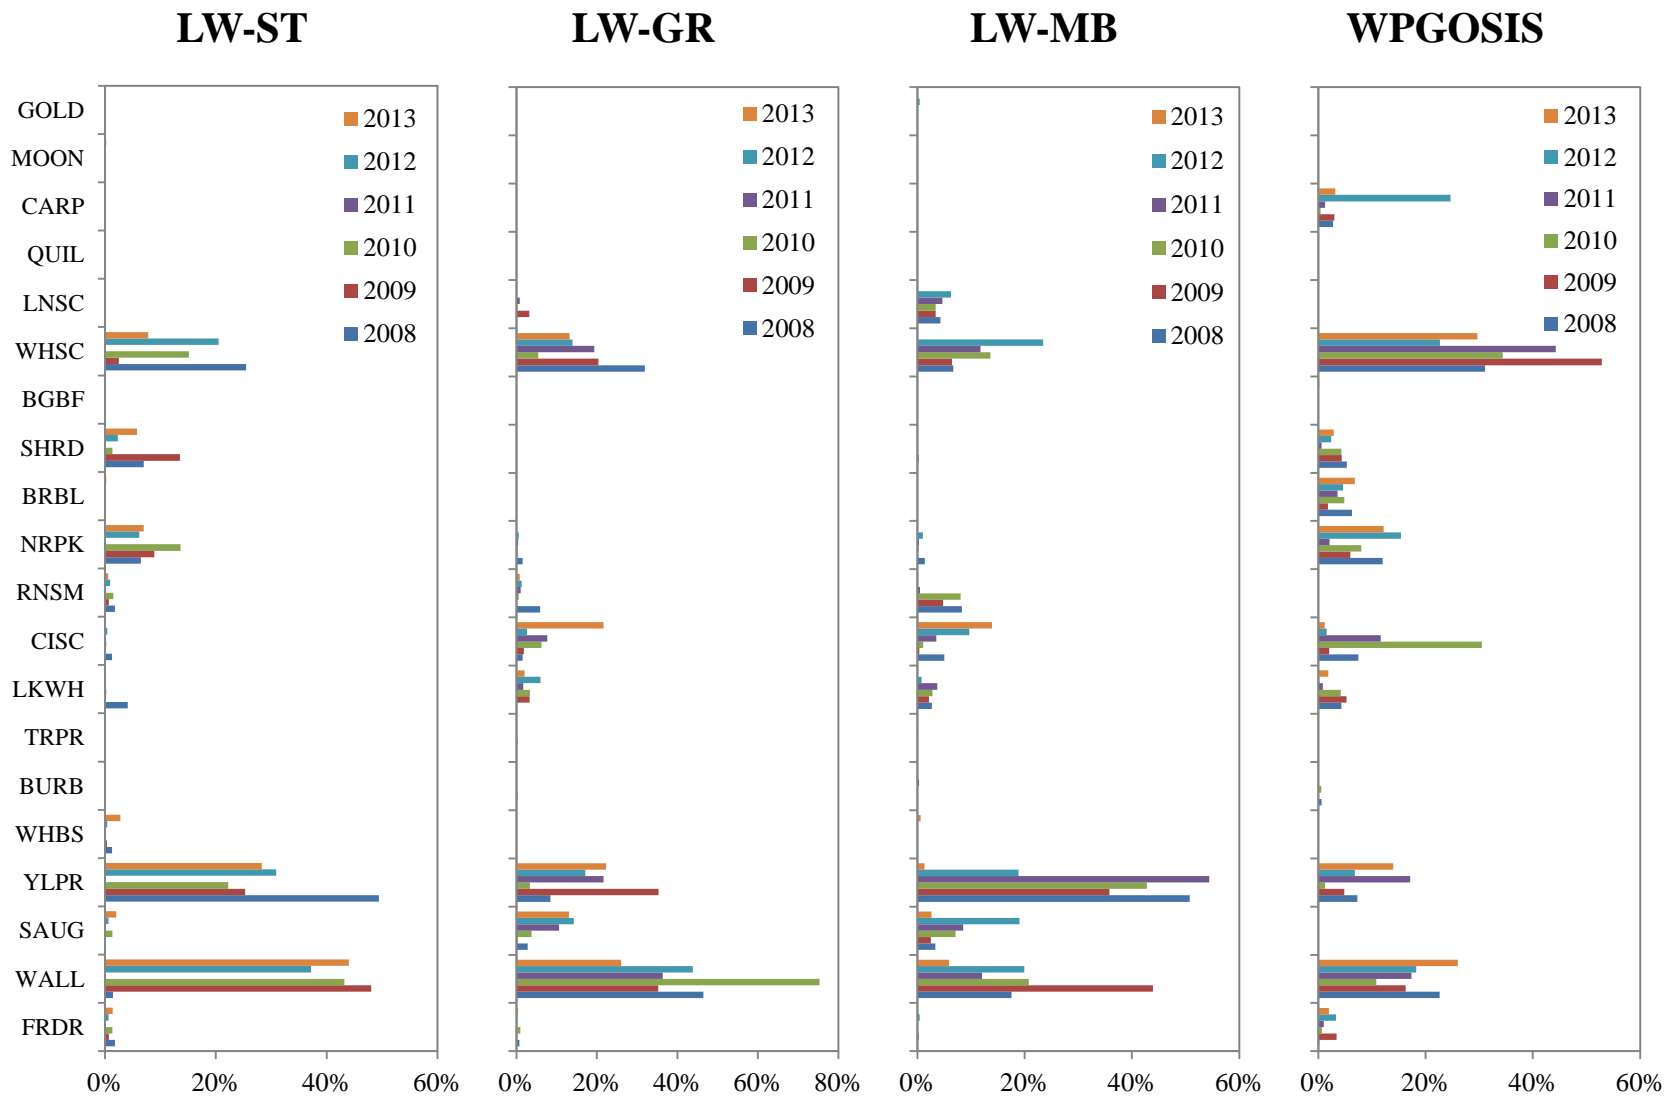 LW-ST LW-GR LW-MB WPGOSIS
GOLD
MOON
CARP
QUIL
LNSC
WHSC
BGBF
SHRD
BRBL
NRPK
RNSM
CISC
LKWH
TRPR
BURB
WHBS
YLPR
SAUG
WALL
FRDR
2013
2012
2011
2010
2009
2008
2013
2012
2011
2010
2009
2008
2013
2012
2011
2010
2009
2008
2013
2012
2011
2010
2009
2008
0% 20% 40% 60%
0% 20% 40% 60% 80%
0% 20% 40% 60%
0% 20% 40% 60%